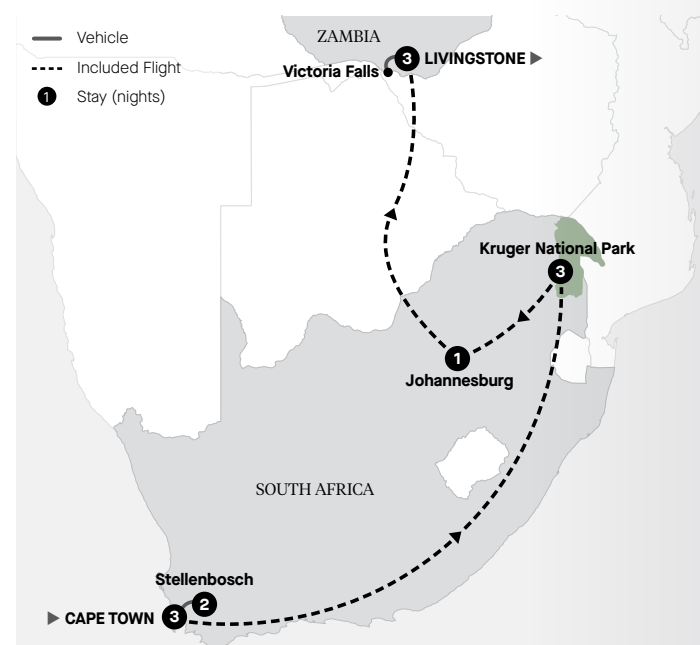 Vehicle
Included Flight
1 Stay (nights)
ZAMBIA
3 LIVINGSTONE
Victoria Falls
Kruger National Park
3
1
Johannesburg
SOUTH AFRICA
Stellenbosch
2
CAPE TOWN 3